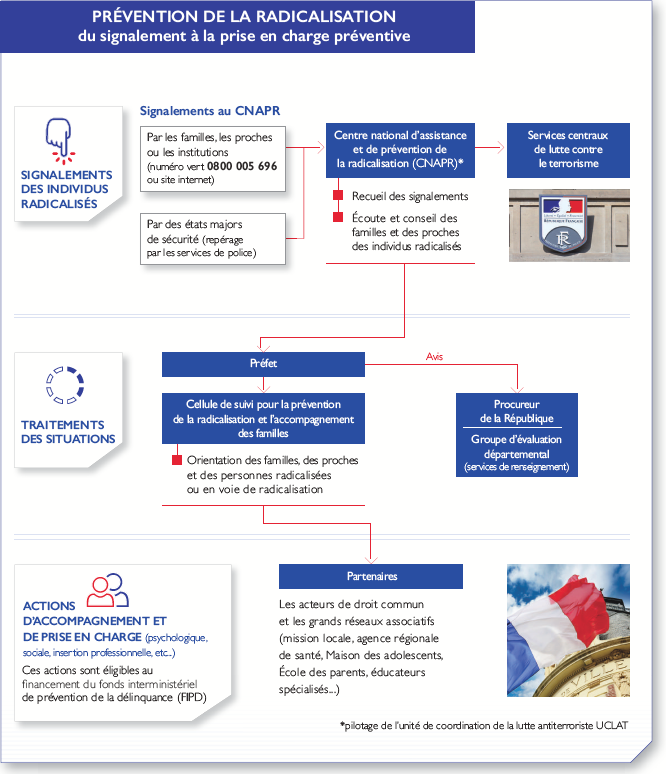 PRÉVENTION DE LA RADICALISATION
du signalement à la prise en charge préventive
SIGNALEMENTS
DES INDIVIDUS
RADICALISÉS
Signalements au CNAPR
Par les familles, les proches
ou les institutions
(numéro vert 0800 005 696
ou site internet)
Par des états majors
de sécurité (repérage
par les services de police)
Centre national d'assistance
et de prévention de
la radicalisation (CNAPR)*
Recueil des signalements
Écoute et conseil des
familles et des proches
des individus radicalisés
Services centraux
de lutte contre
le terrorisme
RÉPUBLIQUE FRANÇAISE
RF
TRAITEMENTS
DES SITUATIONS
Préfet
Avis
Cellule de suivi pour la prévention
de la radicalisation et l'accompagnement
des familles
Orientation des familles, des proches
et des personnes radicalisées
ou en voie de radicalisation
Procureur
de la République
Groupe d'évaluation
départemental
(services de renseignement)
ACTIONS
D'ACCOMPAGNEMENT ET
DE PRISE EN CHARGE (psychologique,
sociale, insertion professionnelle, etc...)
Ces actions sont éligibles au
financement du fonds interministériel
de prévention de la délinquance (FIPD)
Partenaires
Les acteurs de droit commun
et les grands réseaux associatifs
(mission locale, agence régionale
de santé, Maison des adolescents,
École des parents, éducateurs
spécialisés...)
*pilotage de l'unité de coordination de la lutte antiterroriste UCLAT